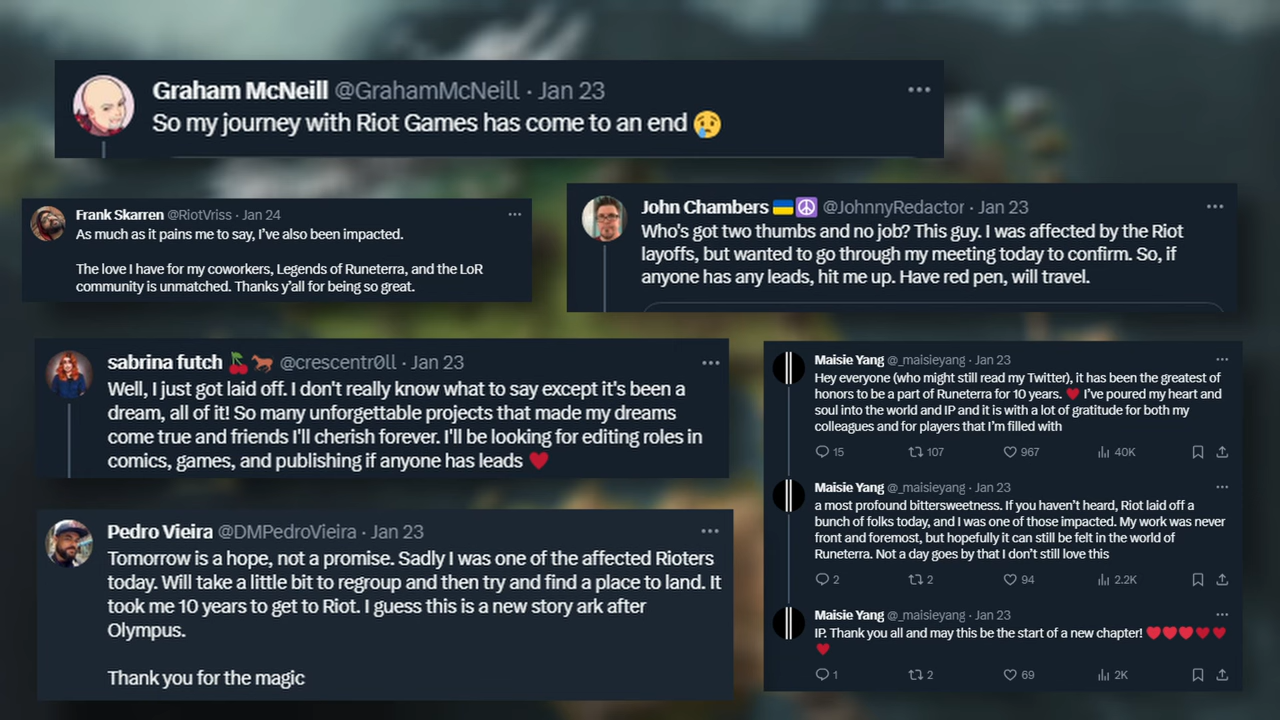 Graham McNeill @GrahamMcNeill · Jan 23
So my journey with Riot Games has come to an end 😢
Frank Skarren @RiotVriss · Jan 24
As much as it pains me to say, I've also been impacted.
The love I have for my coworkers, Legends of Runeterra, and the LoR
community is unmatched. Thanks y'all for being so great.
John Chambers 🇺🇦☮️ @JohnnyRedactor · Jan 23
Who's got two thumbs and no job? This guy. I was affected by the Riot
layoffs, but wanted to go through my meeting today to confirm. So, if
anyone has any leads, hit me up. Have red pen, will travel.
sabrina futch 🍒🐎 @crescentr0ll · Jan 23
Well, I just got laid off. I don't really know what to say except it's been a
dream, all of it! So many unforgettable projects that made my dreams
come true and friends I'll cherish forever. I'll be looking for editing roles in
comics, games, and publishing if anyone has leads ♥️
Pedro Vieira @DMPedroVieira · Jan 23
Tomorrow is a hope, not a promise. Sadly I was one of the affected Rioters
today. Will take a little bit to regroup and then try and find a place to land. It
took me 10 years to get to Riot. I guess this is a new story ark after
Olympus.
Thank you for the magic
Maisie Yang @_maisieyang · Jan 23
Hey everyone (who might still read my Twitter), it has been the greatest of
honors to be a part of Runeterra for 10 years. ♥️ I've poured my heart and
soul into the world and IP and it is with a lot of gratitude for both my
colleagues and for players that I'm filled with
15 107 967 40K
Maisie Yang @_maisieyang · Jan 23
a most profound bittersweetness. If you haven't heard, Riot laid off a
bunch of folks today, and I was one of those impacted. My work was never
front and foremost, but hopefully it can still be felt in the world of
Runeterra. Not a day goes by that I don't still love this
2 2 94 2.2K
Maisie Yang @_maisieyang · Jan 23
IP. Thank you all and may this be the start of a new chapter! ♥️♥️♥️♥️♥️
♥️
1 2 69 2K